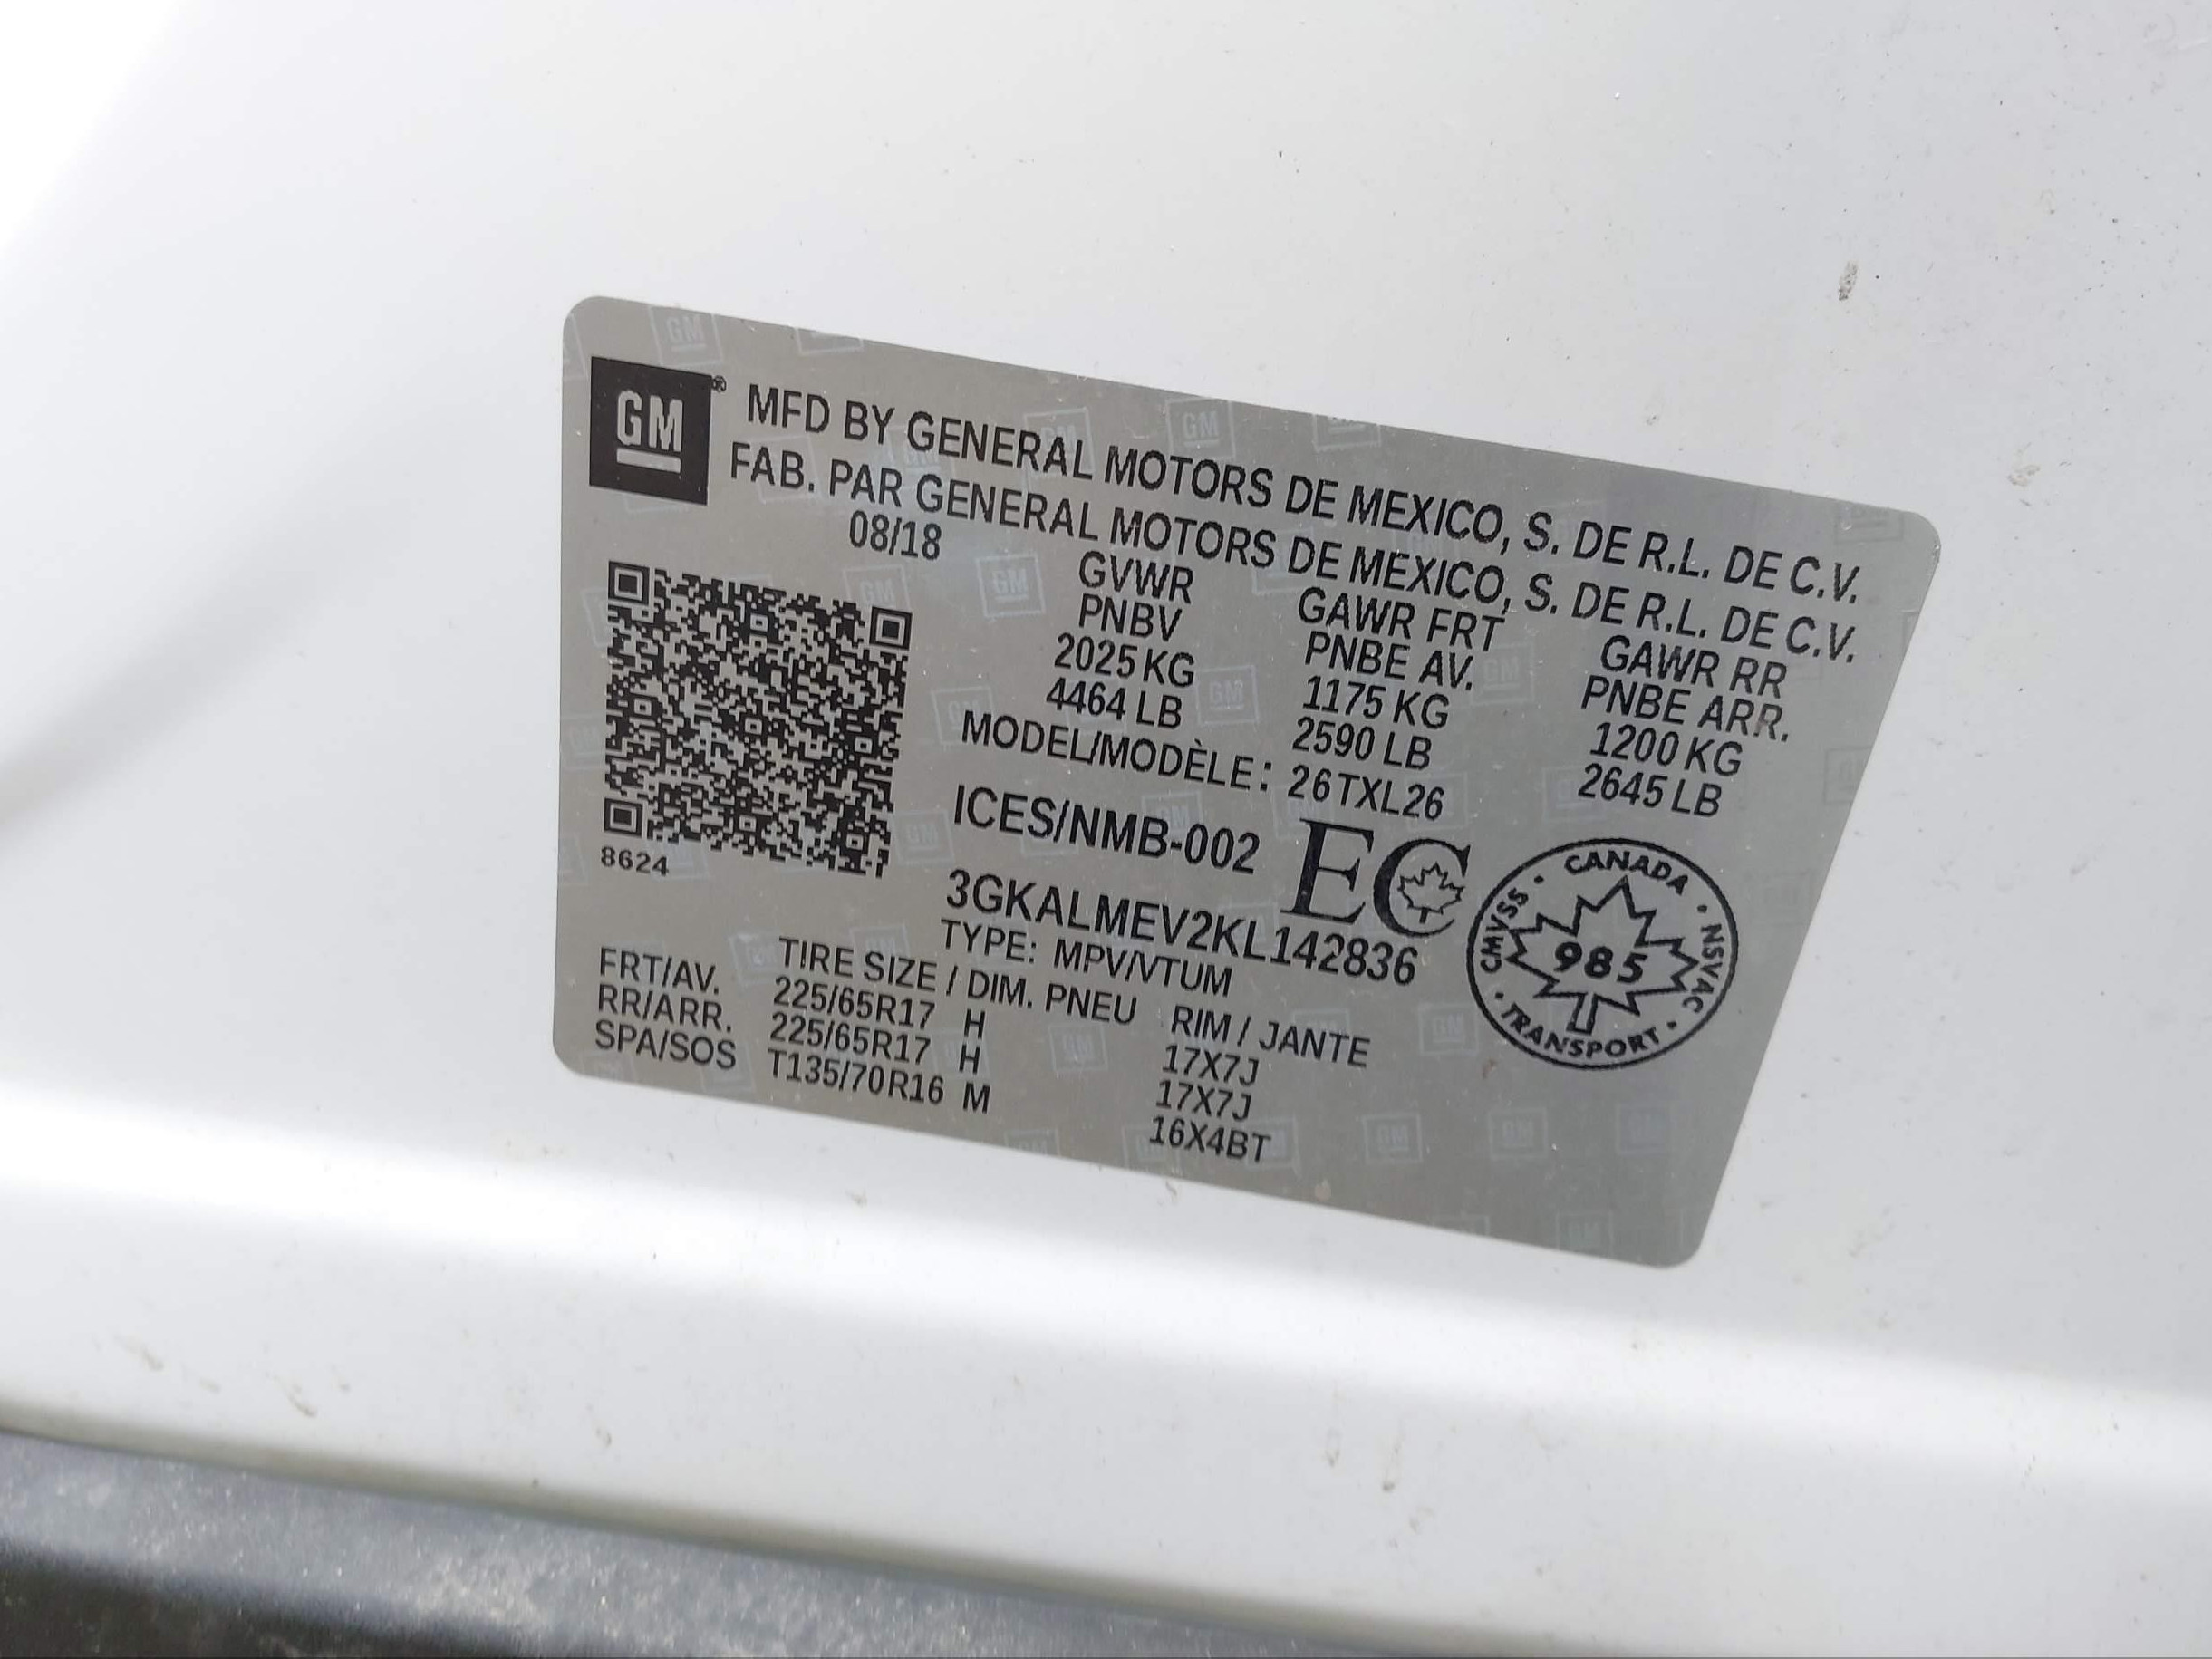 GM® MFD BY GENERAL MOTORS DE MEXICO, S. DE R.L. DE C.V.
FAB. PAR GENERAL MOTORS DE MEXICO, S. DE R.L. DE C.V.
08/18 GVWR GAWR FRT GAWR RR
PNBV PNBE AV. PNBE ARR.
2025 KG 1175 KG 1200 KG
4464 LB 2590 LB 2645 LB
MODEL/MODÈLE: 26TXL26
ICES/NMB-002 EC
8624
3GKALMEV2KL142836
TYPE: MPV/VTUM
CANADA
CMVSS • 985 • NSVAC
TRANSPORT
TIRE SIZE / DIM. PNEU RIM / JANTE
FRT/AV. 225/65R17 H 17X7J
RR/ARR. 225/65R17 H 17X7J
SPA/SOS T135/70R16 M 16X4BT